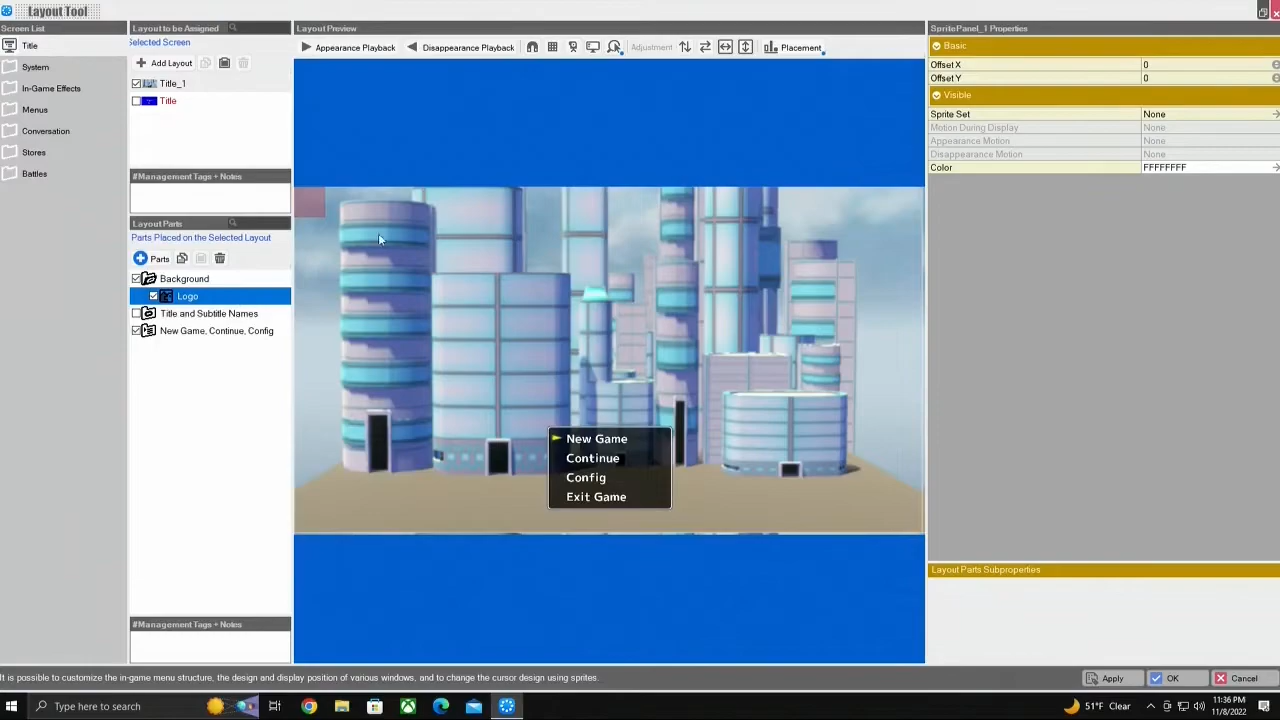 Layout Tool
Screen List
Title
System
In-Game Effects
Menus
Conversation
Stores
Battles
Layout to be Assigned
Selected Screen
Add Layout
Title_1
Title
#Management Tags + Notes
Layout Parts
Parts Placed on the Selected Layout
Parts
Background
Logo
Title and Subtitle Names
New Game, Continue, Config
#Management Tags + Notes
Layout Preview
Appearance Playback
Disappearance Playback
Adjustment
Placement
New Game
Continue
Config
Exit Game
SpritePanel_1 Properties
Basic
Offset X 0
Offset Y 0
Visible
Sprite Set None
Motion During Display None
Appearance Motion None
Disappearance Motion None
Color FFFFFFFF
Layout Parts Subproperties
It is possible to customize the in-game menu structure, the design and display position of various windows, and to change the cursor design using sprites.
Apply
OK
Cancel
Type here to search
51°F Clear
11:36 PM
11/8/2022